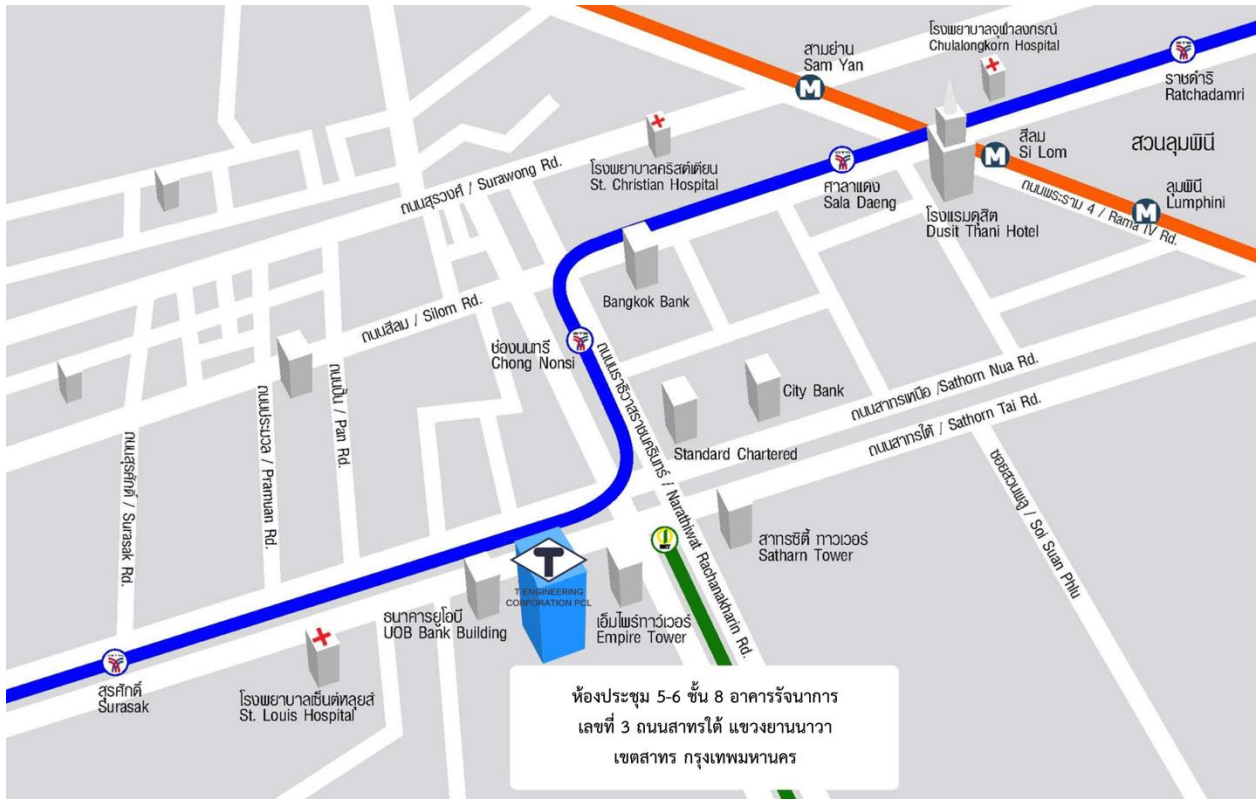 โรงพยาบาลจุฬาลงกรณ์
Chulalongkorn Hospital
สามย่าน
Sam Yan
ราชดำริ
Ratchadamri
สีลม
Si Lom
สวนลุมพินี
ลุมพินี
Lumphini
ถนนพระราม 4 / Rama IV Rd.
โรงแรมดุสิต
Dusit Thani Hotel
ศาลาแดง
Sala Daeng
โรงพยาบาลคริสต์เตียน
St. Christian Hospital
ถนนสุรวงศ์ / Surawong Rd.
Bangkok Bank
ถนนสีลม / Silom Rd.
ช่องนนทรี
Chong Nonsi
City Bank
Standard Chartered
ถนนสาทรเหนือ /Sathorn Nua Rd.
ถนนสาทรใต้ / Sathorn Tai Rd.
ถนนนราธิวาสราชนครินทร์ / Narathiwat Rachanakharin Rd.
ซอยสวนพลู / Soi Suan Phlu
ถนนสุรศักดิ์ / Surasak Rd.
ถนนประมวล / Pramuan Rd.
ถนนปั้น / Pan Rd.
สาทรซิตี้ ทาวเวอร์
Satharn Tower
T
T ENGINEERING
CORPORATION PCL
ธนาคารยูโอบี
UOB Bank Building
เอ็มไพร์ทาว์เวอร์
Empire Tower
สุรศักดิ์
Surasak
โรงพยาบาลเซ็นต์หลุยส์
St. Louis Hospital
ห้องประชุม 5-6 ชั้น 8 อาคารรัจนาการ
เลขที่ 3 ถนนสาทรใต้ แขวงยานนาวา
เขตสาทร กรุงเทพมหานคร